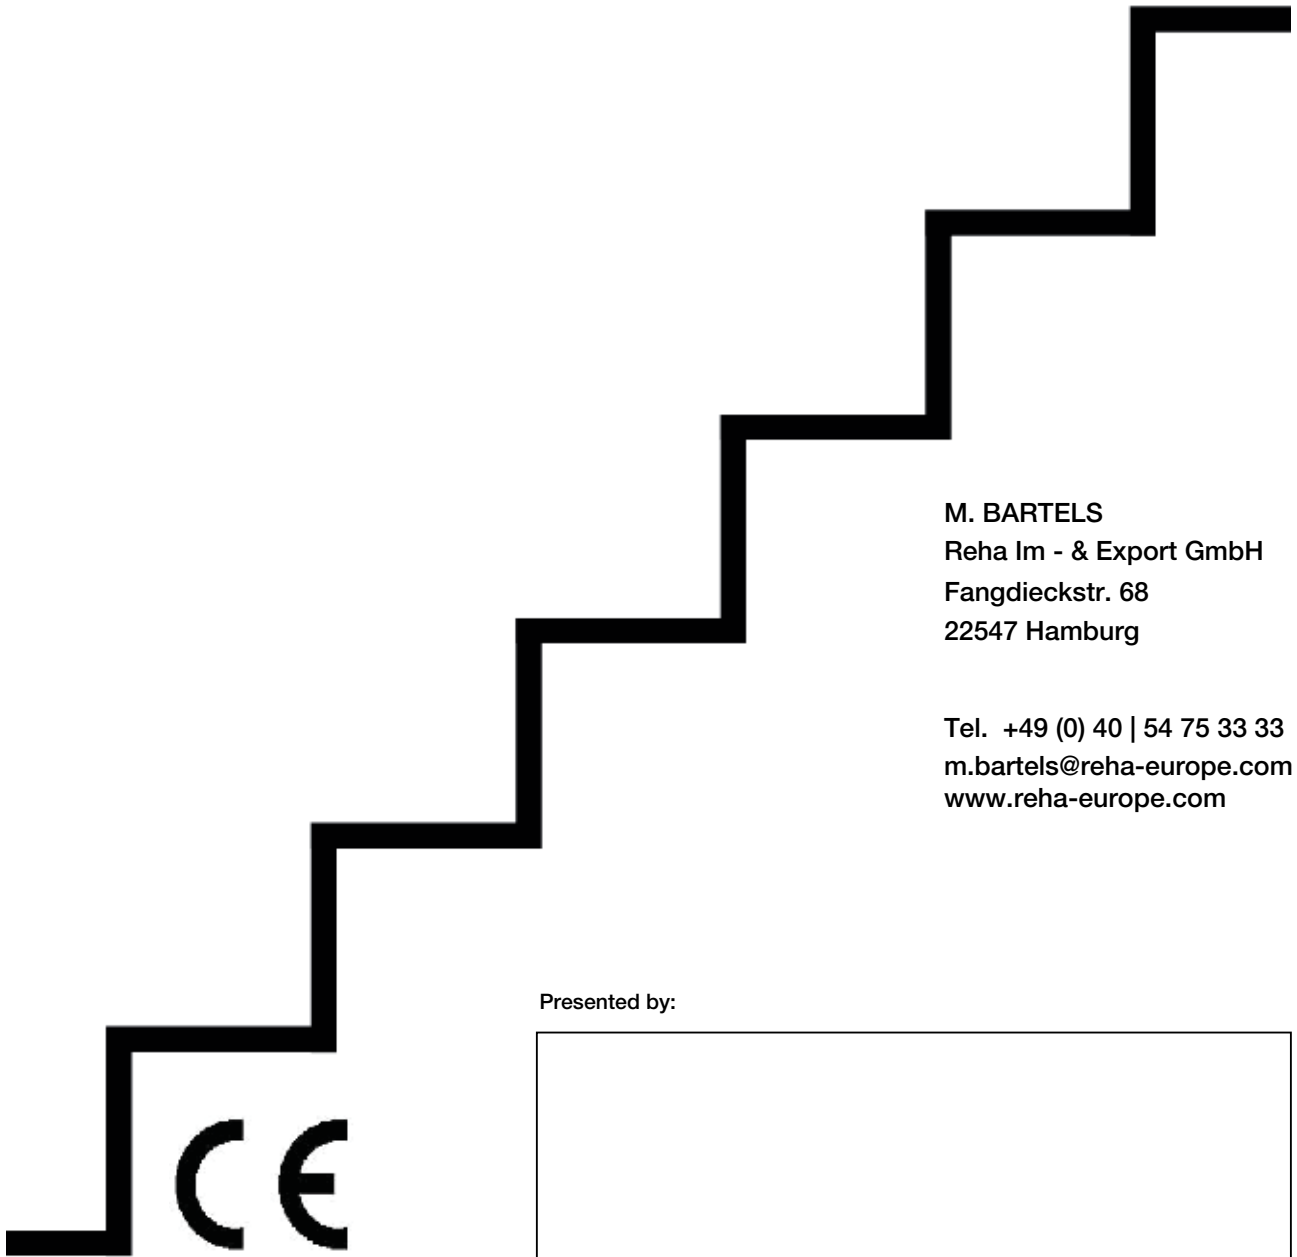 M. BARTELS
Reha Im - & Export GmbH
Fangdieckstr. 68
22547 Hamburg
Tel. +49 (0) 40 | 54 75 33 33
m.bartels@reha-europe.com
www.reha-europe.com
Presented by:
CE